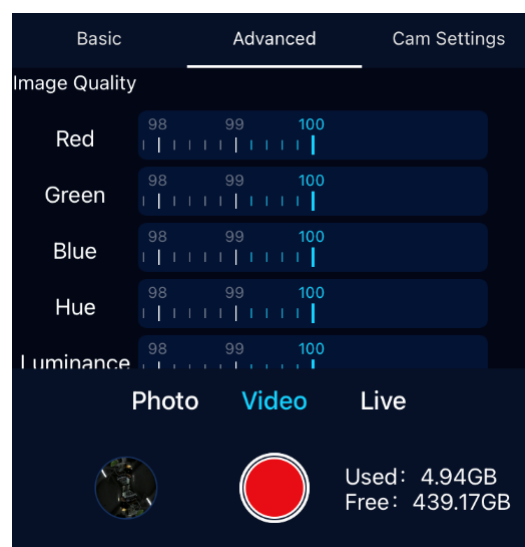 Basic Advanced Cam Settings
Image Quality
98 99 100
Red
98 99 100
Green
98 99 100
Blue
98 99 100
Hue
98 99 100
Luminance
Photo Video Live
Used: 4.94GB
Free: 439.17GB